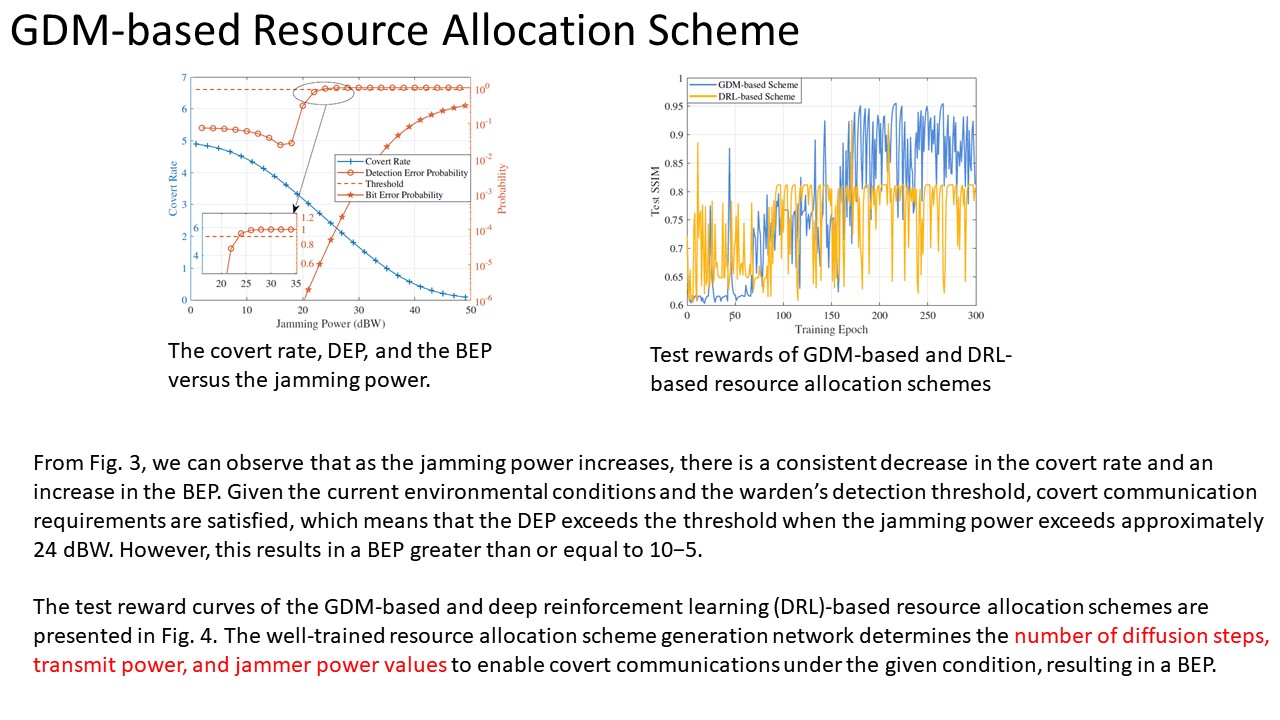 GDM-based Resource Allocation Scheme
7
6
5
4
3
2
1
0
Covert Rate
10^0
10^-1
10^-2
10^-3
10^-4
10^-5
10^-6
Probability
Covert Rate
Detection Error Probability
Threshold
Bit Error Probability
6
4
1.2
1
0.8
0.6
20 25 30 35
0 10 20 30 40 50
Jamming Power (dBW)
The covert rate, DEP, and the BEP
versus the jamming power.
1
0.95
0.9
0.85
0.8
0.75
0.7
0.65
0.6
Test SSIM
GDM-based Scheme
DRL-based Scheme
0 50 100 150 200 250 300
Training Epoch
Test rewards of GDM-based and DRL-
based resource allocation schemes
From Fig. 3, we can observe that as the jamming power increases, there is a consistent decrease in the covert rate and an
increase in the BEP. Given the current environmental conditions and the warden’s detection threshold, covert communication
requirements are satisfied, which means that the DEP exceeds the threshold when the jamming power exceeds approximately
24 dBW. However, this results in a BEP greater than or equal to 10−5.
The test reward curves of the GDM-based and deep reinforcement learning (DRL)-based resource allocation schemes are
presented in Fig. 4. The well-trained resource allocation scheme generation network determines the number of diffusion steps,
transmit power, and jammer power values to enable covert communications under the given condition, resulting in a BEP.